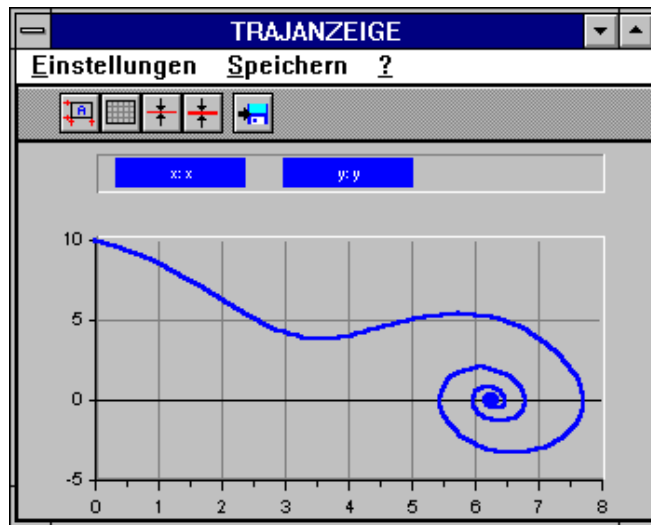 TRAJANZEIGE
Einstellungen Speichern ?
A
x: x y: y
10
5
0
-5
0 1 2 3 4 5 6 7 8